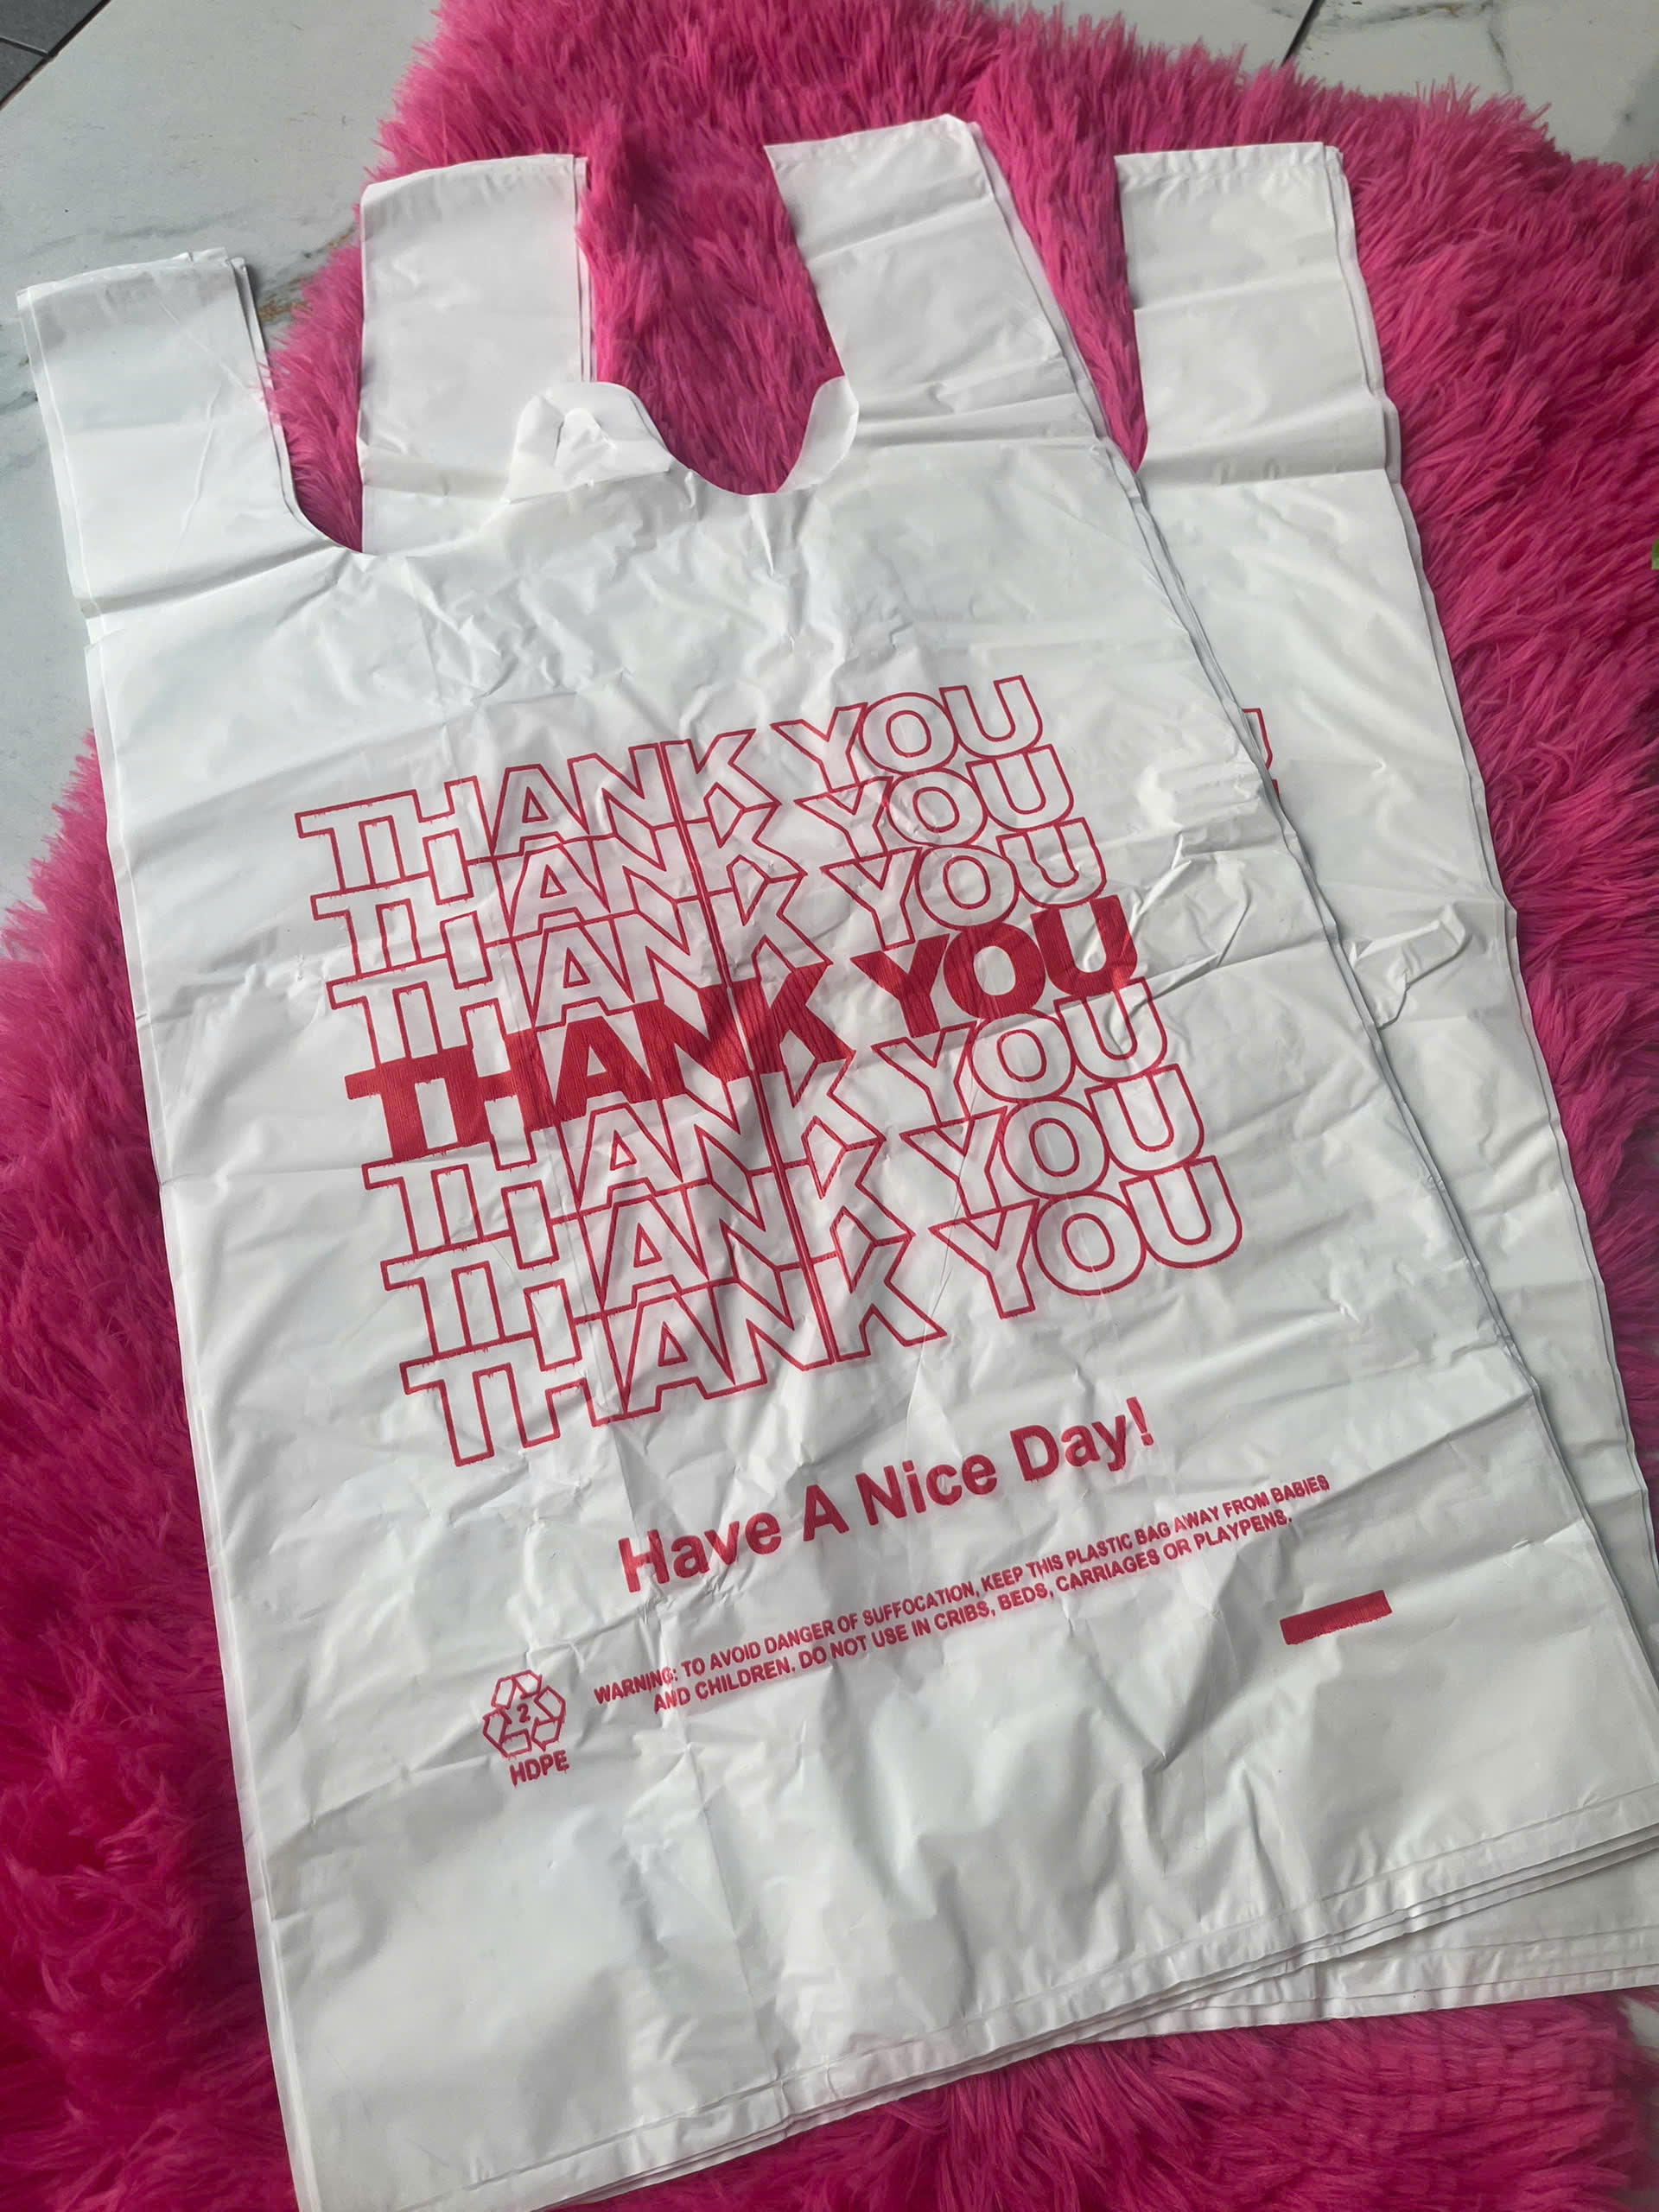 THANK YOU
THANK YOU
THANK YOU
THANK YOU
THANK YOU
THANK YOU
THANK YOU
Have A Nice Day!
WARNING: TO AVOID DANGER OF SUFFOCATION, KEEP THIS PLASTIC BAG AWAY FROM BABIES
AND CHILDREN. DO NOT USE IN CRIBS, BEDS, CARRIAGES OR PLAYPENS.
2
HDPE